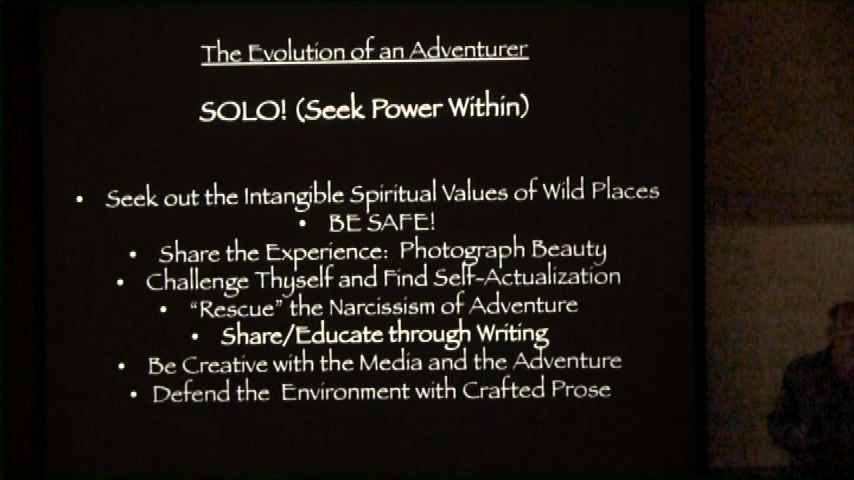 The Evolution of an Adventurer
SOLO! (Seek Power Within)
• Seek out the Intangible Spiritual Values of Wild Places
• BE SAFE!
• Share the Experience: Photograph Beauty
• Challenge Thyself and Find Self-Actualization
• "Rescue" the Narcissism of Adventure
• Share/Educate through Writing
• Be Creative with the Media and the Adventure
• Defend the Environment with Crafted Prose